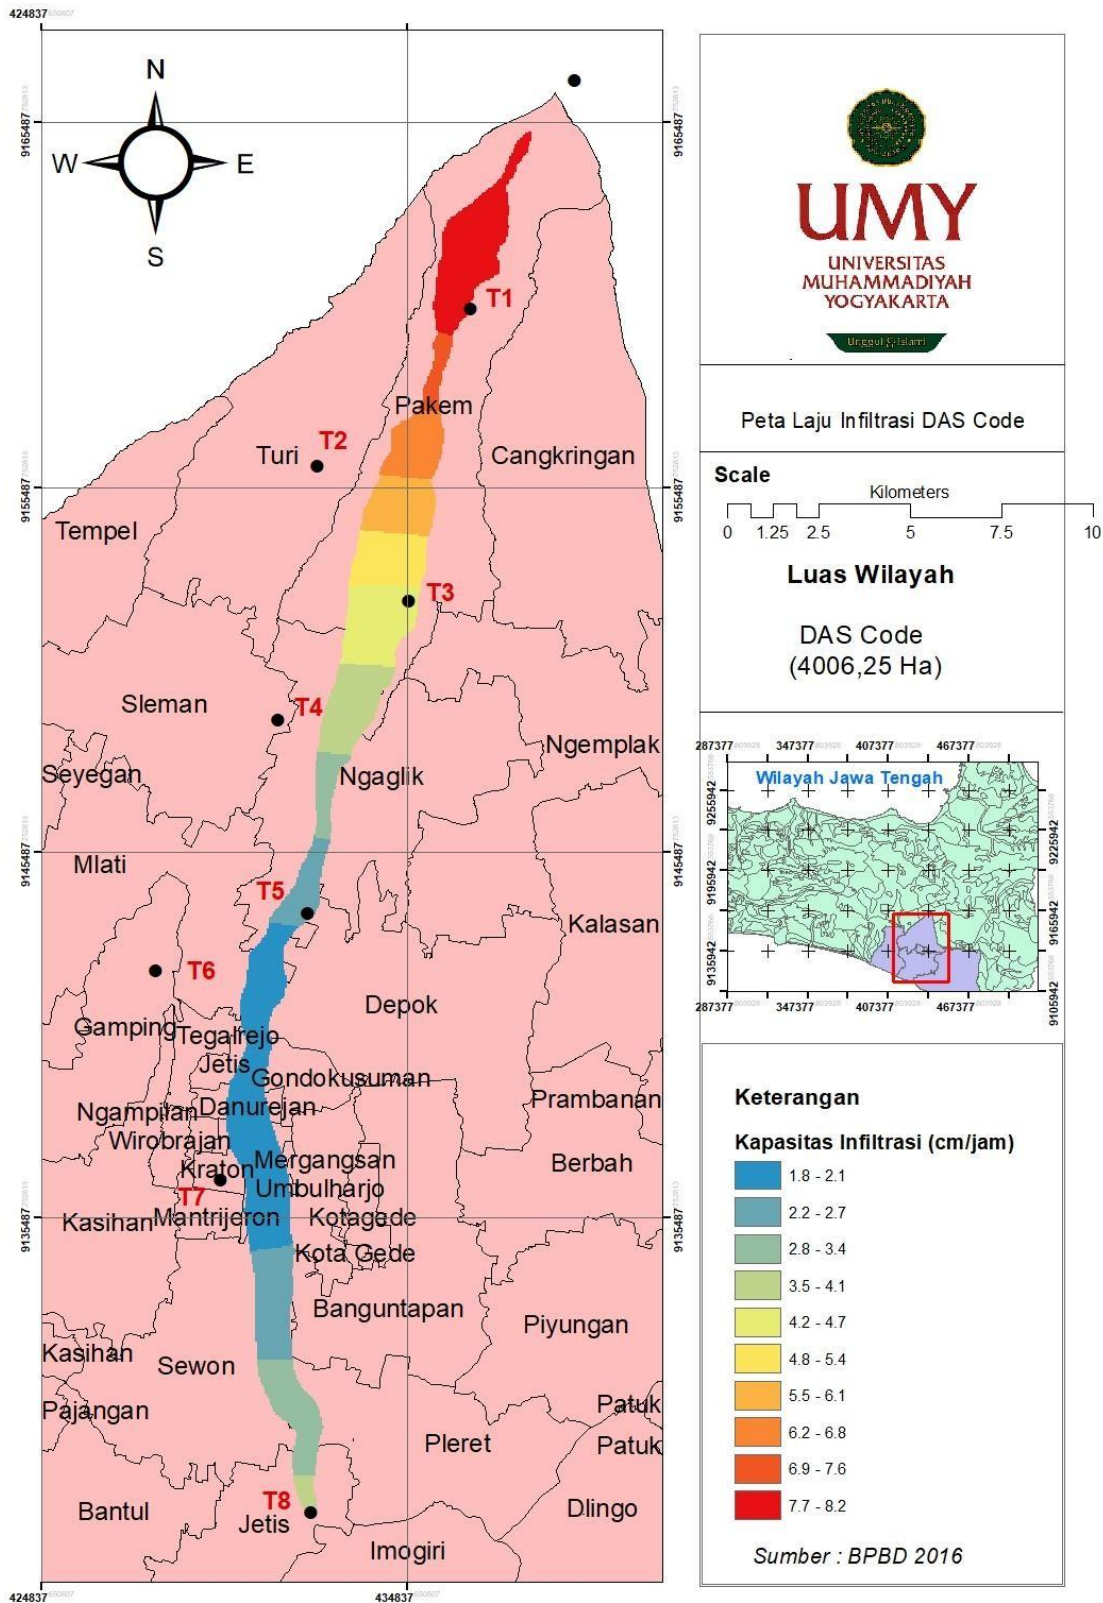 424837
N
W
E
S
9165487
9165487
T1
Pakem
T2
Turi
Cangkringan
9155487
9155487
Tempel
T3
Sleman
T4
Ngemplak
Seyegan
Ngaglik
9145487
9145487
Mlati
T5
Kalasan
T6
Depok
Gamping
Tegalrejo
Jetis
Gondokusuman
Ngampilan
Danurejan
Prambanan
Wirobrajan
Mergangsan
Berbah
Kraton
Umbulharjo
T7
Kasihan
Mantrijeron
Kotagede
9135487
9135487
Kota Gede
Banguntapan
Piyungan
Kasihan
Sewon
Pajangan
Patuk
Pleret
Patuk
T8
Bantul
Jetis
Dlingo
Imogiri
424837
434837
UMY
UNIVERSITAS
MUHAMMADIYAH
YOGYAKARTA
Unggul & Islami
Peta Laju Infiltrasi DAS Code
Scale
Kilometers
0 1.25 2.5 5 7.5 10
Luas Wilayah
DAS Code
(4006,25 Ha)
287377 347377 407377 467377
Wilayah Jawa Tengah
9255942
9195942
9135942
9225942
9165942
9105942
287377 347377 407377 467377
Keterangan
Kapasitas Infiltrasi (cm/jam)
1.8 - 2.1
2.2 - 2.7
2.8 - 3.4
3.5 - 4.1
4.2 - 4.7
4.8 - 5.4
5.5 - 6.1
6.2 - 6.8
6.9 - 7.6
7.7 - 8.2
Sumber : BPBD 2016